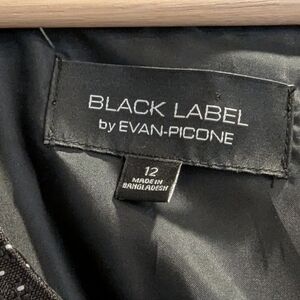 BLACK LABEL
by EVAN-PICONE
12
MADE IN
BANGLADESH